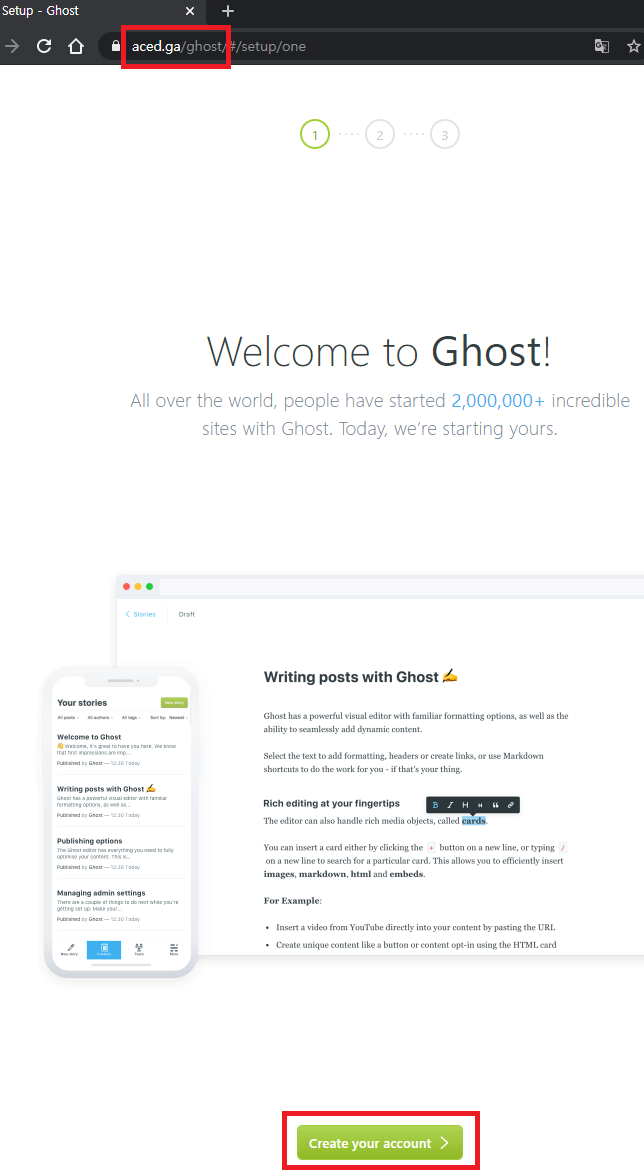 Setup - Ghost
aced.ga/ghost/#/setup/one
1 2 3
Welcome to Ghost!
All over the world, people have started 2,000,000+ incredible
sites with Ghost. Today, we're starting yours.
Stories Draft
Writing posts with Ghost ✍️
Ghost has a powerful visual editor with familiar formatting options, as well as the
ability to seamlessly add dynamic content.
Select the text to add formatting, headers or create links, or use Markdown
shortcuts to do the work for you - if that's your thing.
Rich editing at your fingertips
B I H H
The editor can also handle rich media objects, called cards.
You can insert a card either by clicking the + button on a new line, or typing /
on a new line to search for a particular card. This allows you to efficiently insert
images, markdown, html and embeds.
For Example:
• Insert a video from YouTube directly into your content by pasting the URL
• Create unique content like a button or content opt-in using the HTML card
Your stories New story
All posts All authors All tags Sort by: Newest
Welcome to Ghost
👋 Welcome, it's great to have you here. We know
that first impressions are imp...
Published by Ghost — 12:30 Today
Writing posts with Ghost ✍️
Ghost has a powerful visual editor with familiar
formatting options, as well as...
Published by Ghost — 12:30 Today
Publishing options
The Ghost editor has everything you need to fully
optimise your content. This is...
Published by Ghost — 12:30 Today
Managing admin settings
There are a couple of things to do next while you're
getting set up: Make your...
Published by Ghost — 12:30 Today
New story Content Team More
Create your account